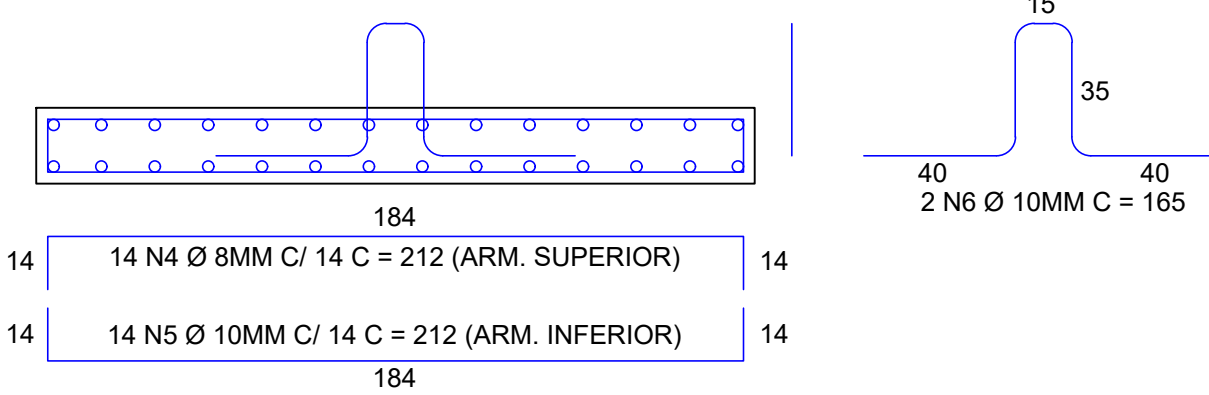 15
35
40 40
2 N6 Ø 10MM C = 165
184
14 14 N4 Ø 8MM C/ 14 C = 212 (ARM. SUPERIOR) 14
14 14 N5 Ø 10MM C/ 14 C = 212 (ARM. INFERIOR) 14
184